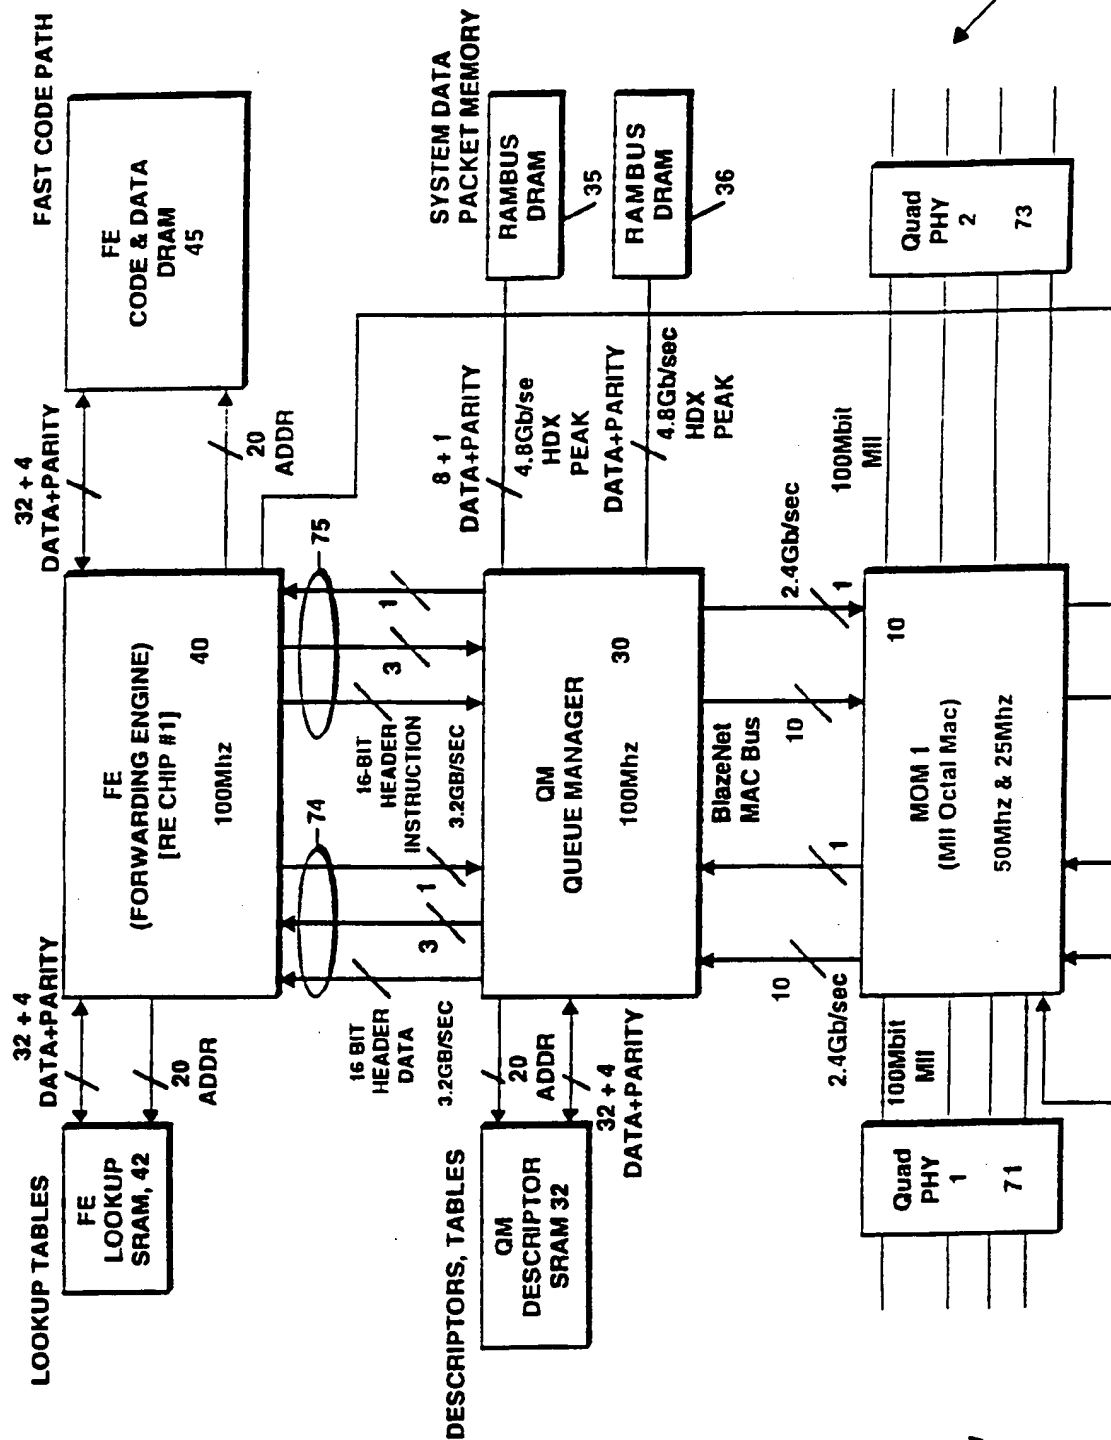 LOOKUP TABLES
FE
LOOKUP
SRAM, 42
32 + 4
DATA+PARITY
20
ADDR
FE
(FORWARDING ENGINE)
[RE CHIP #1]
40
100Mhz
32 + 4
DATA+PARITY
20
ADDR
FAST CODE PATH
FE
CODE & DATA
DRAM
45
16 BIT
HEADER
DATA
3.2GB/SEC
3
1
74
INSTRUCTION
16-BIT
HEADER
3.2GB/SEC
3
1
75
DESCRIPTORS, TABLES
QM
DESCRIPTOR
SRAM 32
20
ADDR
32 + 4
DATA+PARITY
QM
QUEUE MANAGER
30
100Mhz
8 + 1
DATA+PARITY
4.8Gb/se
HDX
PEAK
DATA+PARITY
4.8Gb/sec
HDX
PEAK
SYSTEM DATA
PACKET MEMORY
RAMBUS
DRAM
35
RAMBUS
DRAM
36
10
2.4Gb/sec
1
BlazeNet
MAC Bus
10
2.4Gb/sec
1
Quad
PHY
1
71
100Mbit
MII
MOM 1
(MII Octal Mac)
10
50Mhz & 25Mhz
100Mbit
MII
Quad
PHY
2
73